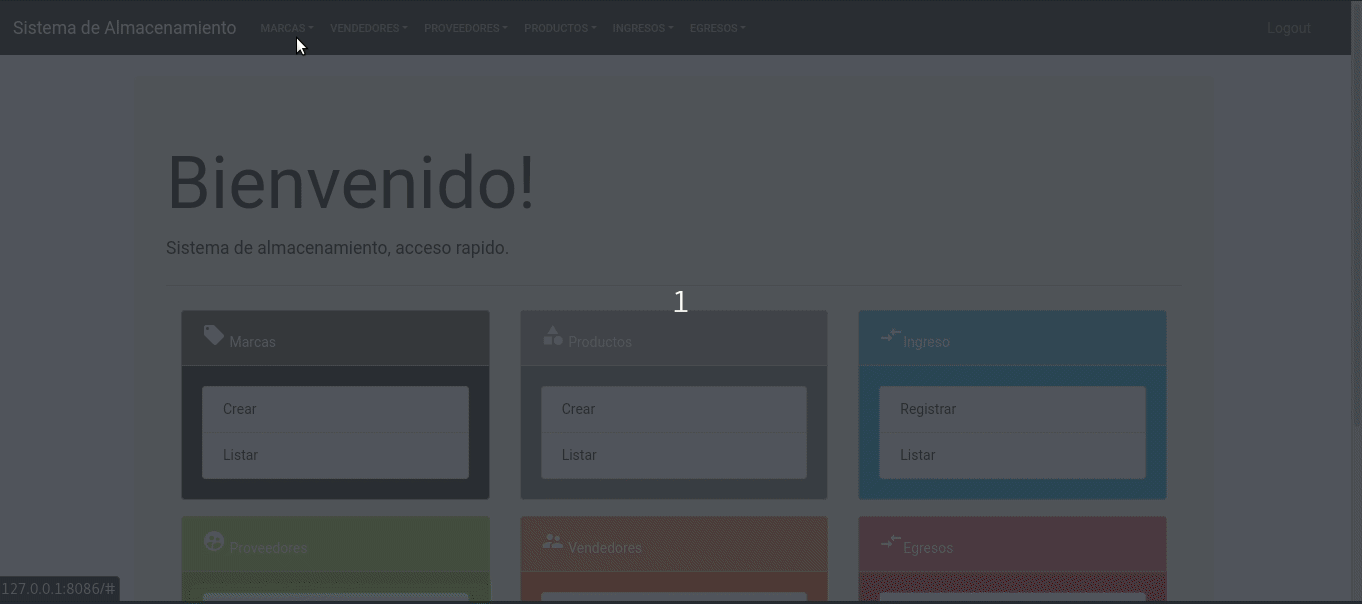 Sistema de Almacenamiento MARCAS VENDEDORES PROVEEDORES PRODUCTOS INGRESOS EGRESOS Logout
Bienvenido!
Sistema de almacenamiento, acceso rapido.
1
Marcas Productos Ingreso
Crear Crear Registrar
Listar Listar Listar
Proveedores Vendedores Egresos
127.0.0.1:8086/#